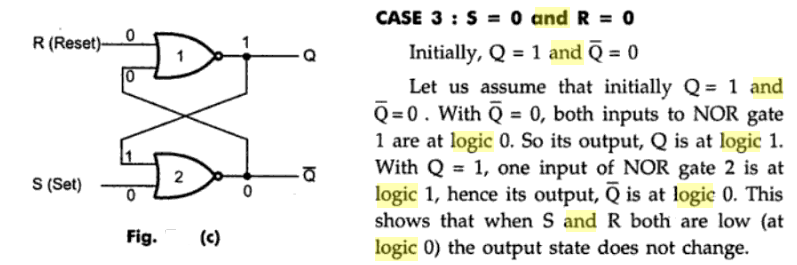 CASE 3 : S = 0 and R = 0
Initially, Q = 1 and Q̅ = 0
Let us assume that initially Q = 1 and
Q̅ = 0 . With Q̅ = 0, both inputs to NOR gate
1 are at logic 0. So its output, Q is at logic 1.
With Q = 1, one input of NOR gate 2 is at
logic 1, hence its output, Q̅ is at logic 0. This
shows that when S and R both are low (at
logic 0) the output state does not change.
R (Reset) 0
1
1
Q
0
1
2
Q̅
S (Set) 0
0
Fig. (c)